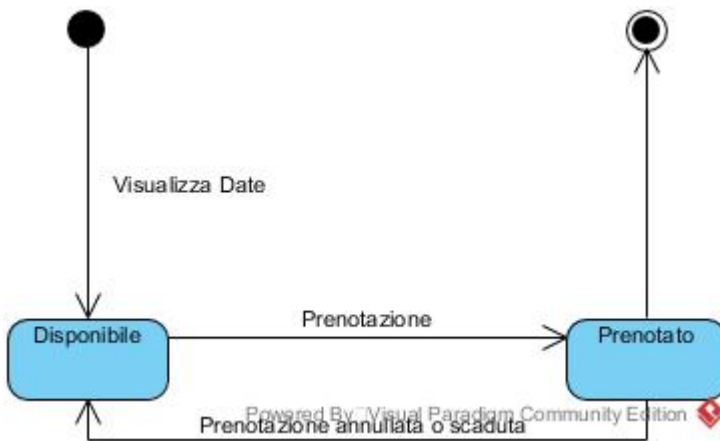 Visualizza Date
Prenotazione
Disponibile
Prenotato
Powered By Visual Paradigm Community Edition
Prenotazione annullata o scaduta